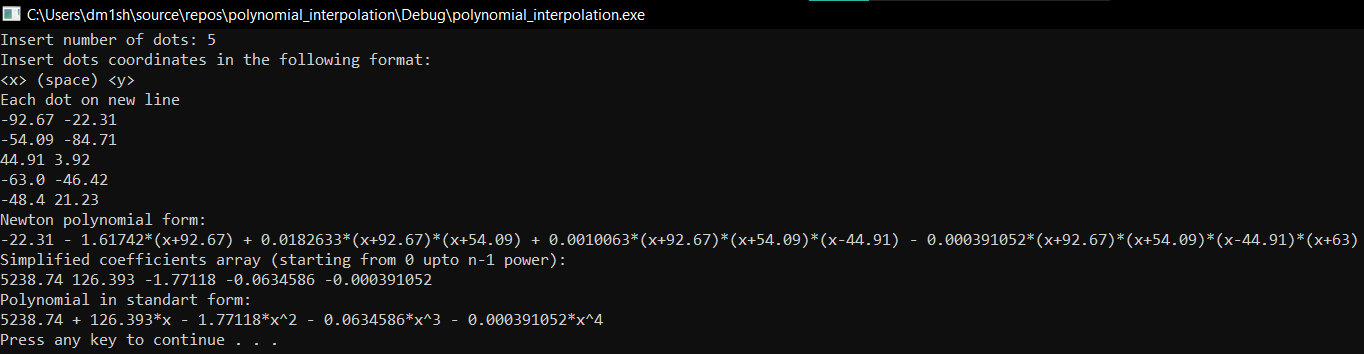 C:\Users\dm1sh\source\repos\polynomial_interpolation\Debug\polynomial_interpolation.exe
Insert number of dots: 5
Insert dots coordinates in the following format:
<x> (space) <y>
Each dot on new line
-92.67 -22.31
-54.09 -84.71
44.91 3.92
-63.0 -46.42
-48.4 21.23
Newton polynomial form:
-22.31 - 1.61742*(x+92.67) + 0.0182633*(x+92.67)*(x+54.09) + 0.0010063*(x+92.67)*(x+54.09)*(x-44.91) - 0.000391052*(x+92.67)*(x+54.09)*(x-44.91)*(x+63)
Simplified coefficients array (starting from 0 upto n-1 power):
5238.74 126.393 -1.77118 -0.0634586 -0.000391052
Polynomial in standart form:
5238.74 + 126.393*x - 1.77118*x^2 - 0.0634586*x^3 - 0.000391052*x^4
Press any key to continue . . .